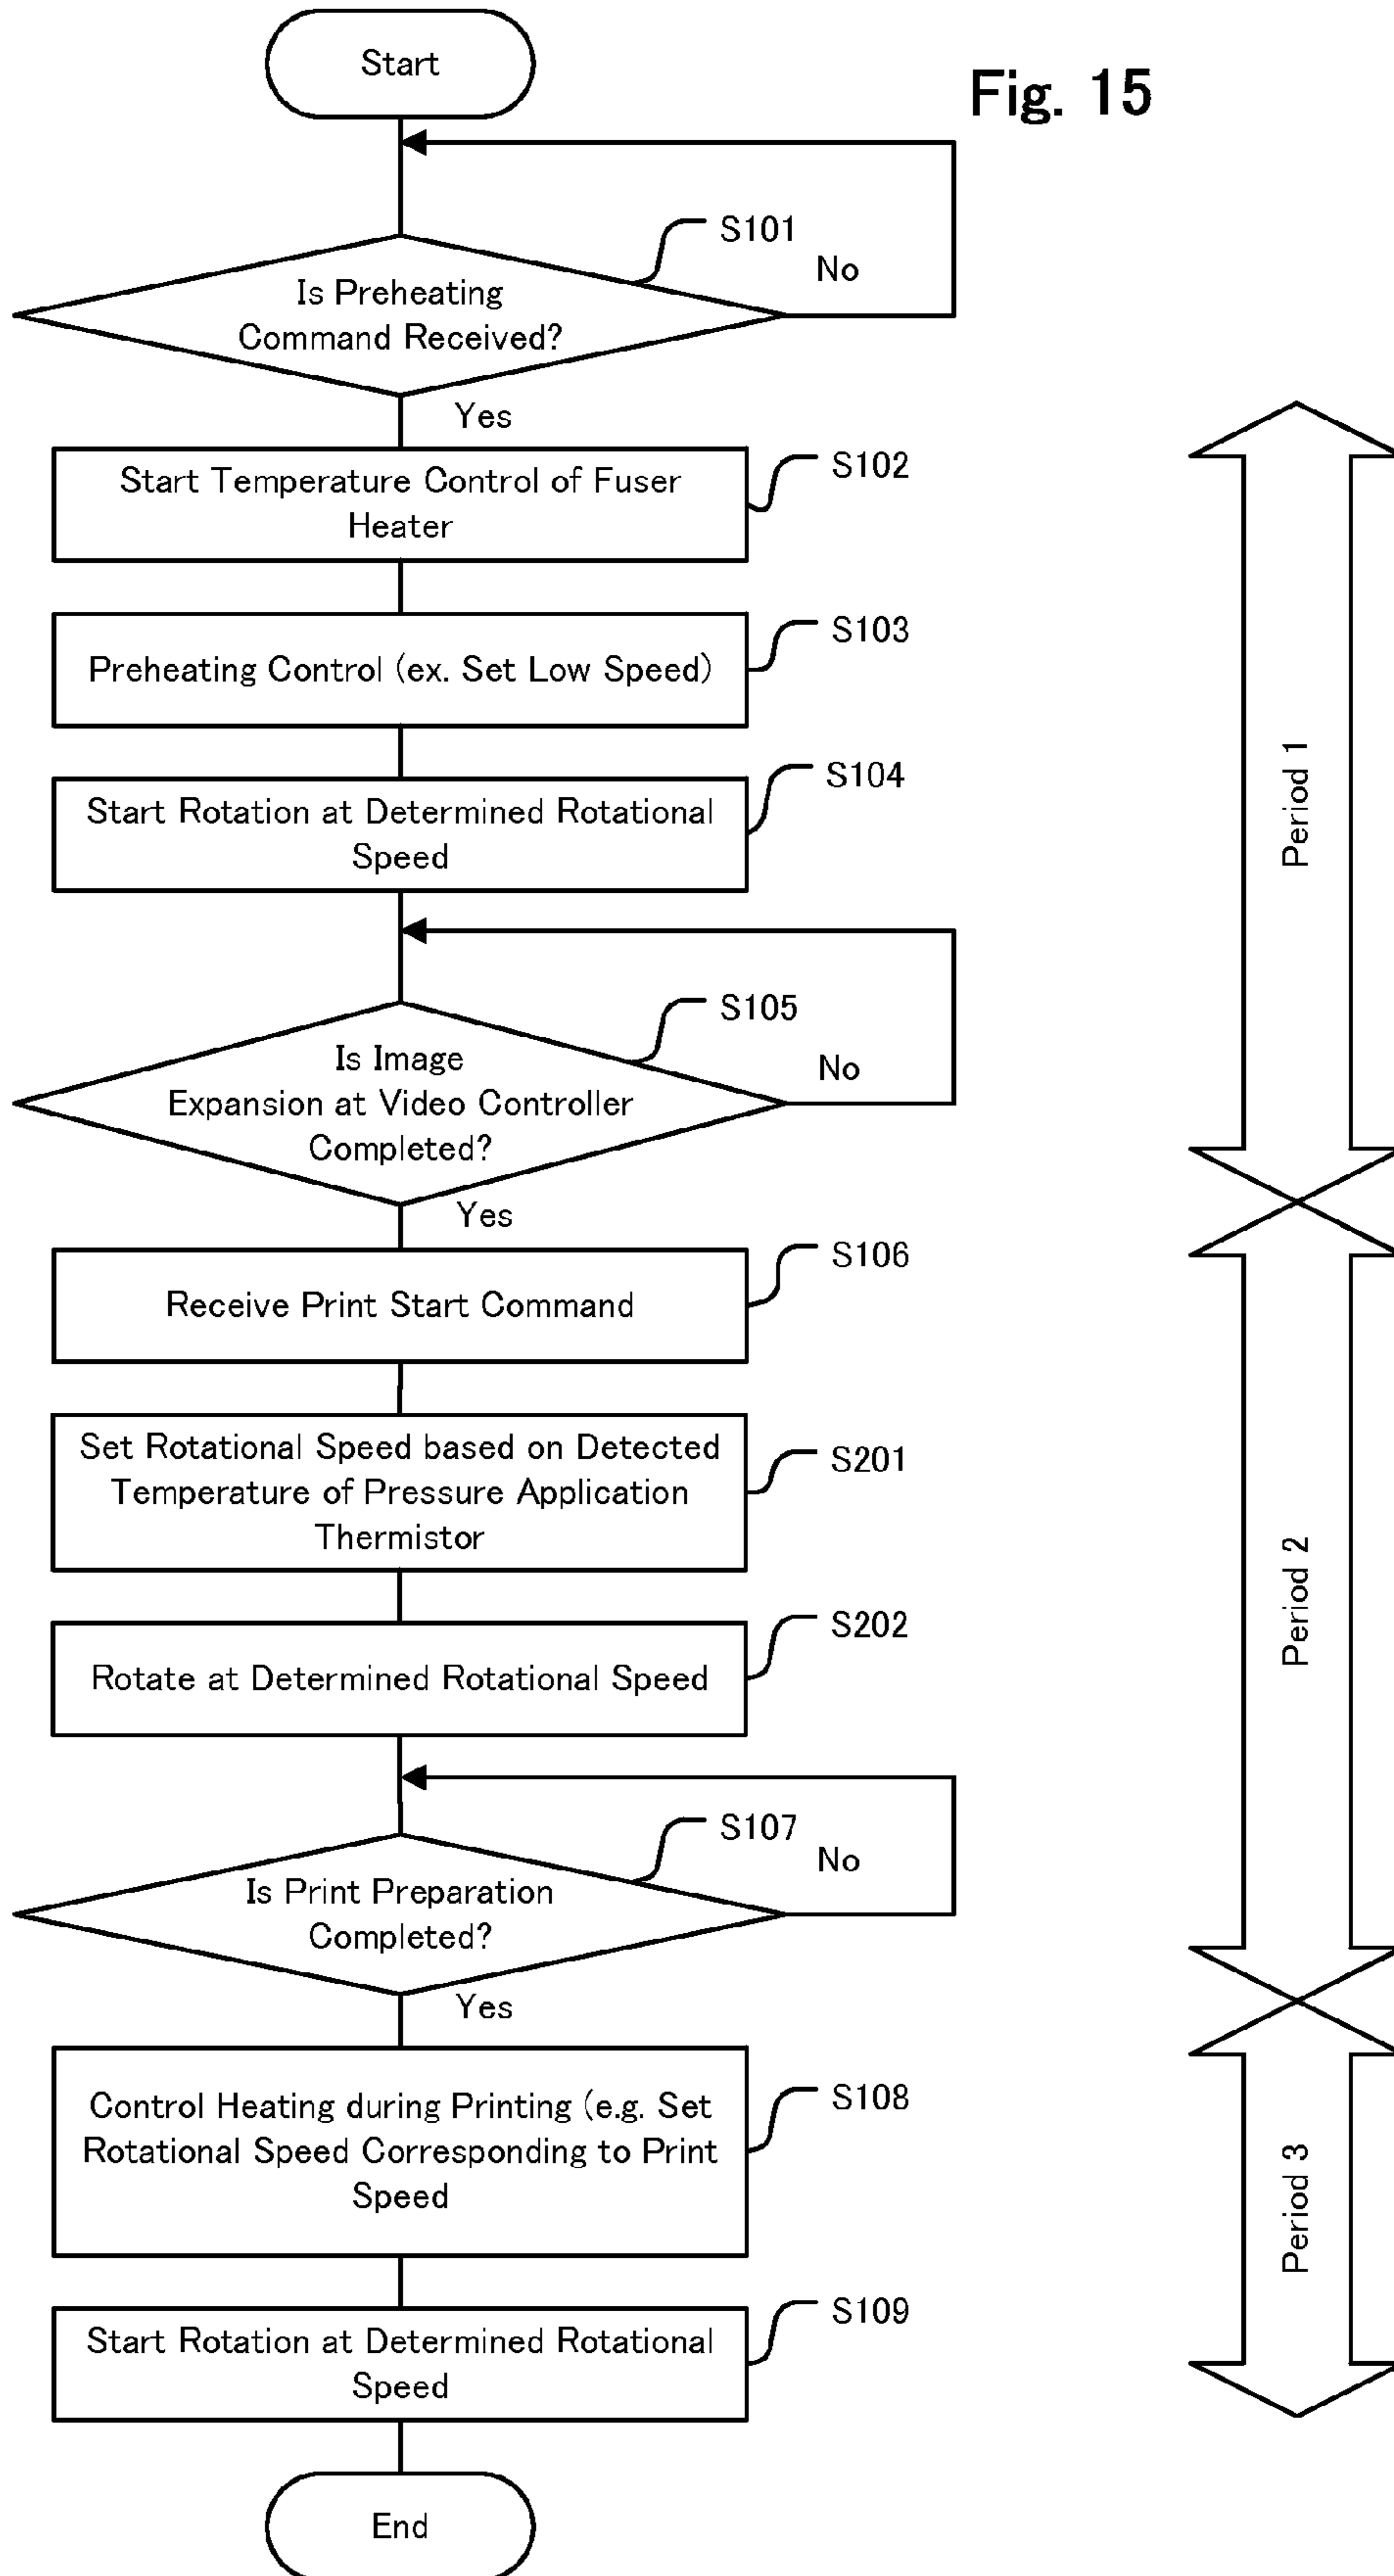 Start
Fig. 15
S101
No
Is Preheating
Command Received?
Yes
S102
Start Temperature Control of Fuser
Heater
S103
Preheating Control (ex. Set Low Speed)
S104
Start Rotation at Determined Rotational
Speed
Period 1
S105
No
Is Image
Expansion at Video Controller
Completed?
Yes
S106
Receive Print Start Command
S201
Set Rotational Speed based on Detected
Temperature of Pressure Application
Thermistor
Period 2
S202
Rotate at Determined Rotational Speed
S107
No
Is Print Preparation
Completed?
Yes
S108
Control Heating during Printing (e.g. Set
Rotational Speed Corresponding to Print
Speed
Period 3
S109
Start Rotation at Determined Rotational
Speed
End